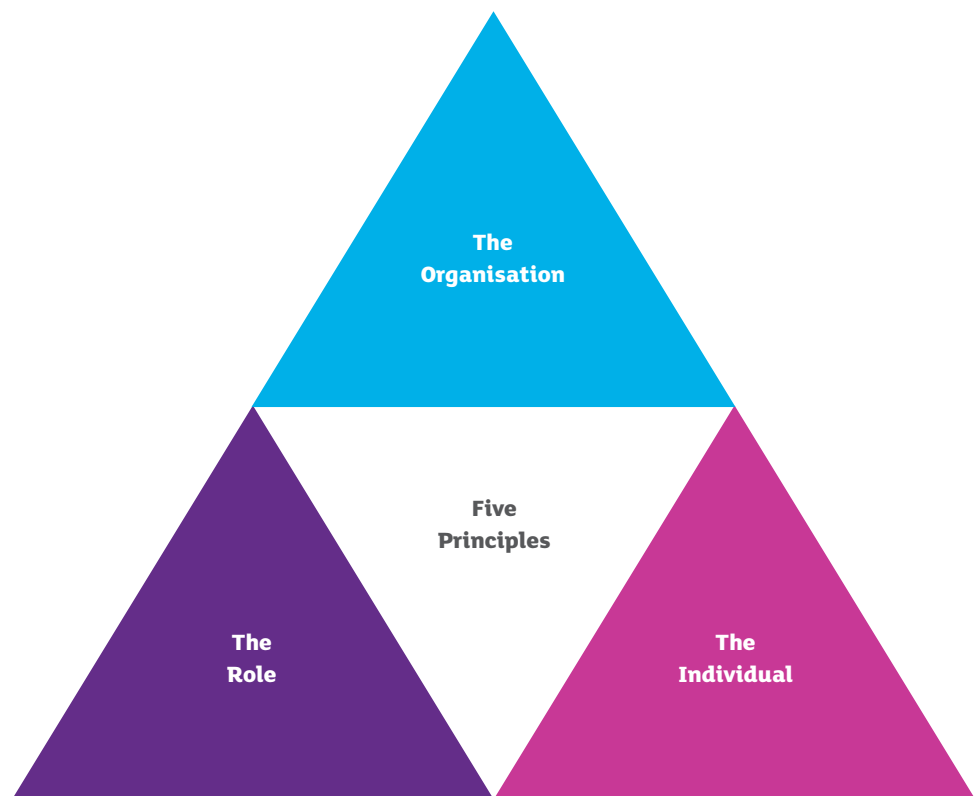 The
Organisation
Five
Principles
The
Role
The
Individual